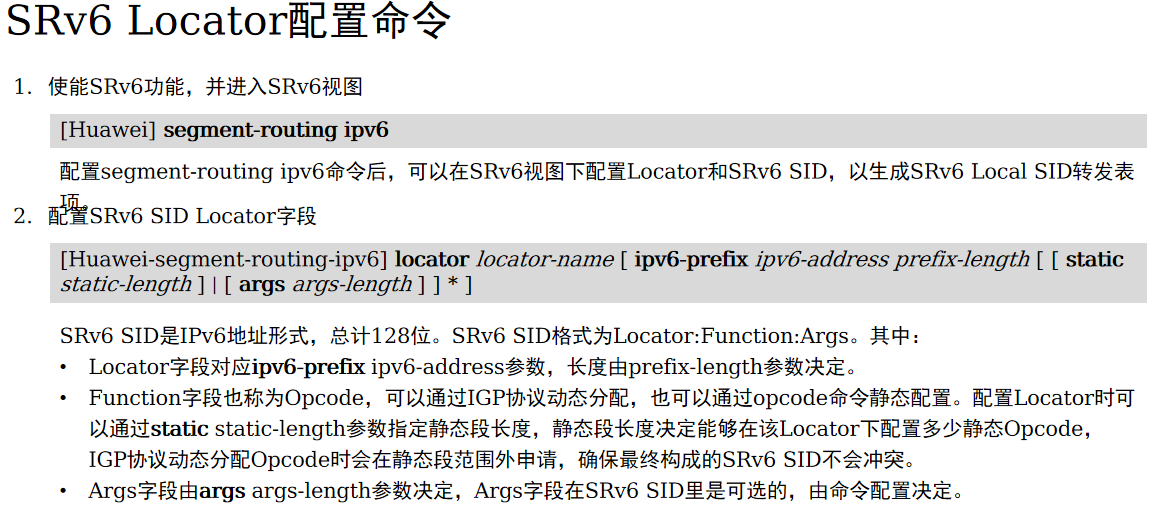 SRv6 Locator配置命令
1. 使能SRv6功能，并进入SRv6视图
[Huawei] segment-routing ipv6
配置segment-routing ipv6命令后，可以在SRv6视图下配置Locator和SRv6 SID，以生成SRv6 Local SID转发表
项。
2. 配置SRv6 SID Locator字段
[Huawei-segment-routing-ipv6] locator locator-name [ ipv6-prefix ipv6-address prefix-length [ [ static
static-length ] | [ args args-length ] ] * ]
SRv6 SID是IPv6地址形式，总计128位。SRv6 SID格式为Locator:Function:Args。其中：
• Locator字段对应ipv6-prefix ipv6-address参数，长度由prefix-length参数决定。
• Function字段也称为Opcode，可以通过IGP协议动态分配，也可以通过opcode命令静态配置。配置Locator时可
以通过static static-length参数指定静态段长度，静态段长度决定能够在该Locator下配置多少静态Opcode，
IGP协议动态分配Opcode时会在静态段范围外申请，确保最终构成的SRv6 SID不会冲突。
• Args字段由args args-length参数决定，Args字段在SRv6 SID里是可选的，由命令配置决定。